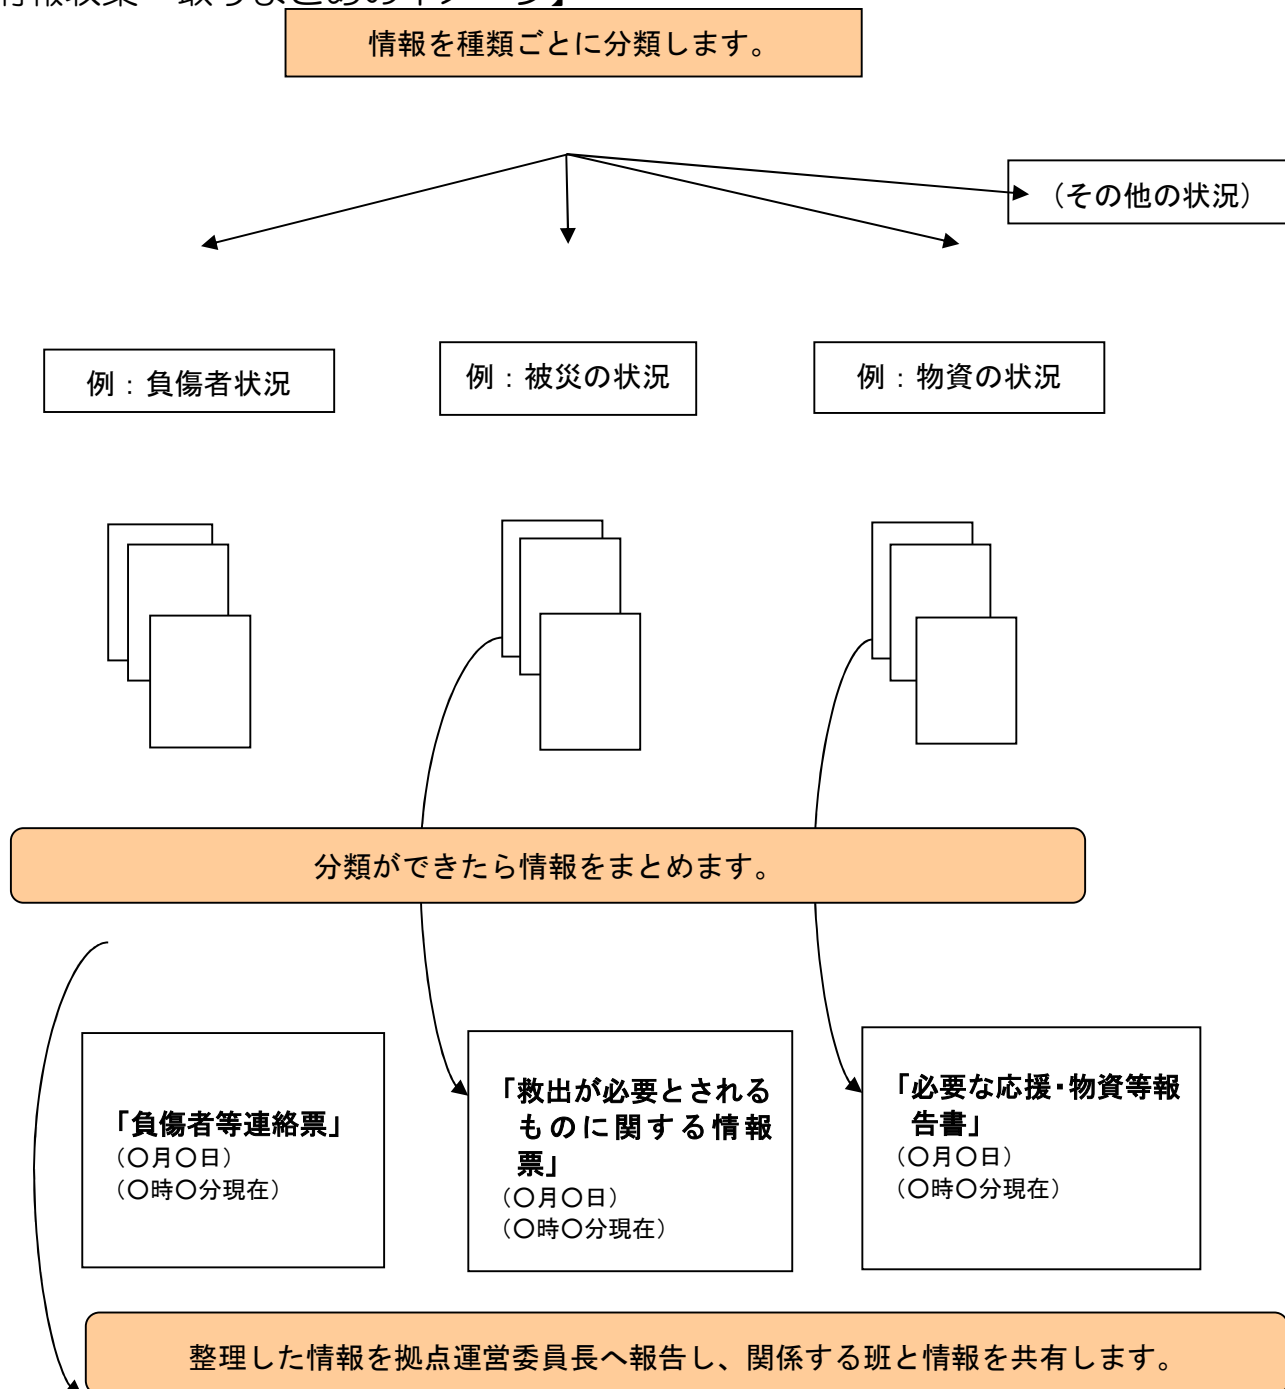 情報を種類ごとに分類します。
（その他の状況）
例：負傷者状況
例：被災の状況
例：物資の状況
分類ができたら情報をまとめます。
「負傷者等連絡票」
（〇月〇日）
（〇時〇分現在）
「救出が必要とされる
ものに関する情報
票」
（〇月〇日）
（〇時〇分現在）
「必要な応援・物資等報
告書」
（〇月〇日）
（〇時〇分現在）
整理した情報を拠点運営委員長へ報告し、関係する班と情報を共有します。